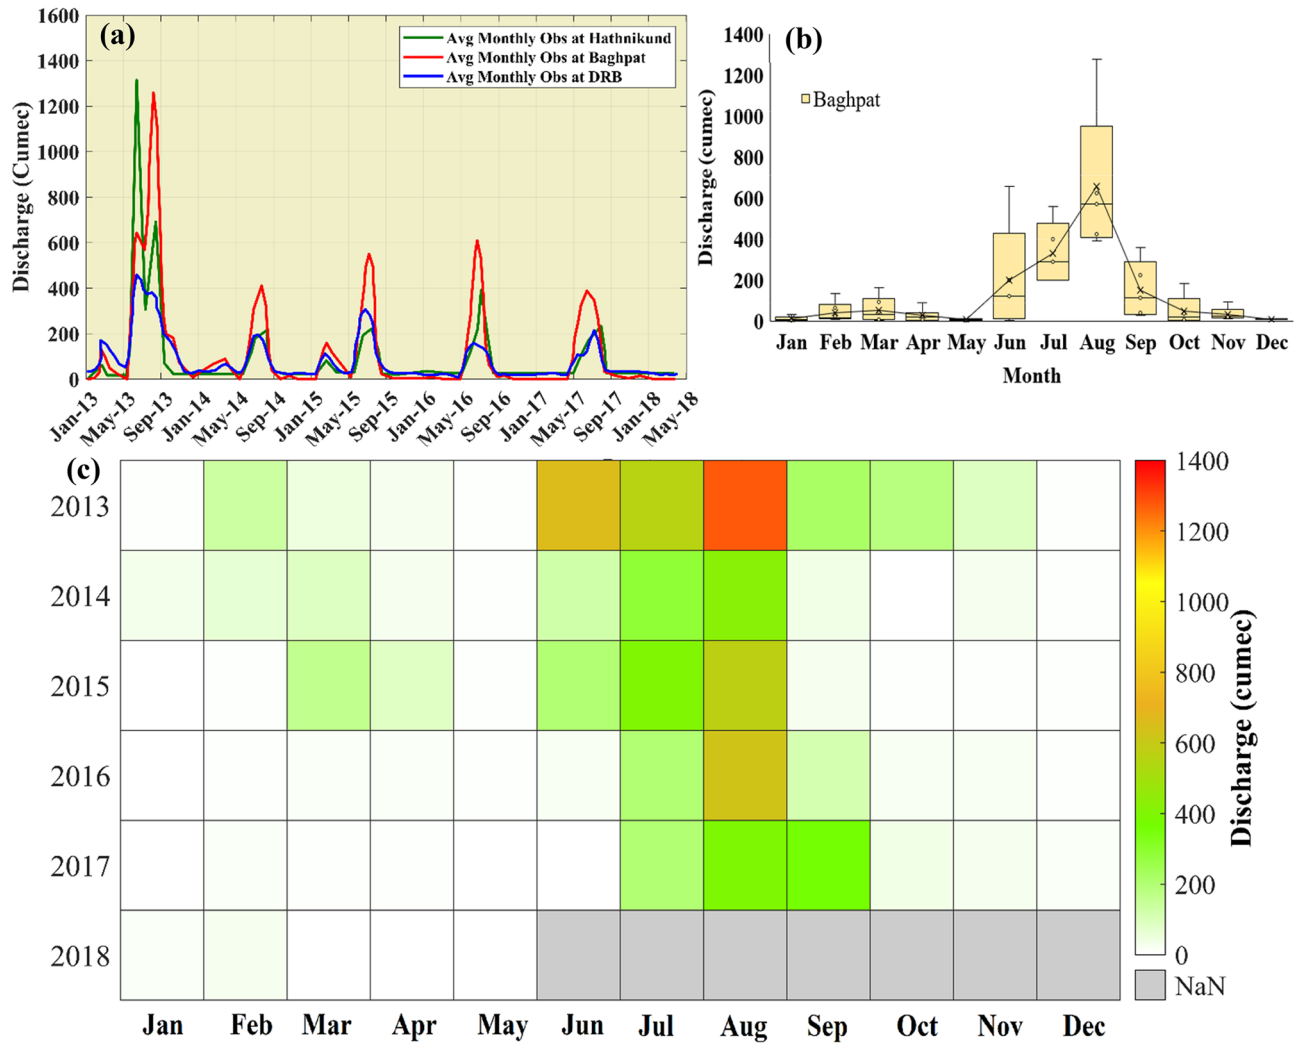 (a)
Avg Monthly Obs at Hathnikund
Avg Monthly Obs at Baghpat
Avg Monthly Obs at DRB
Discharge (Cumec)
1600
1400
1200
1000
800
600
400
200
0
Jan-13 May-13 Sep-13 Jan-14 May-14 Sep-14 Jan-15 May-15 Sep-15 Jan-16 May-16 Sep-16 Jan-17 May-17 Sep-17 Jan-18 May-18
(b)
Baghpat
Discharge (cumec)
1400
1200
1000
800
600
400
200
0
Jan Feb Mar Apr May Jun Jul Aug Sep Oct Nov Dec
Month
(c)
2013
2014
2015
2016
2017
2018
Jan Feb Mar Apr May Jun Jul Aug Sep Oct Nov Dec
1400
1200
1000
800
600
400
200
0
NaN
Discharge (cumec)